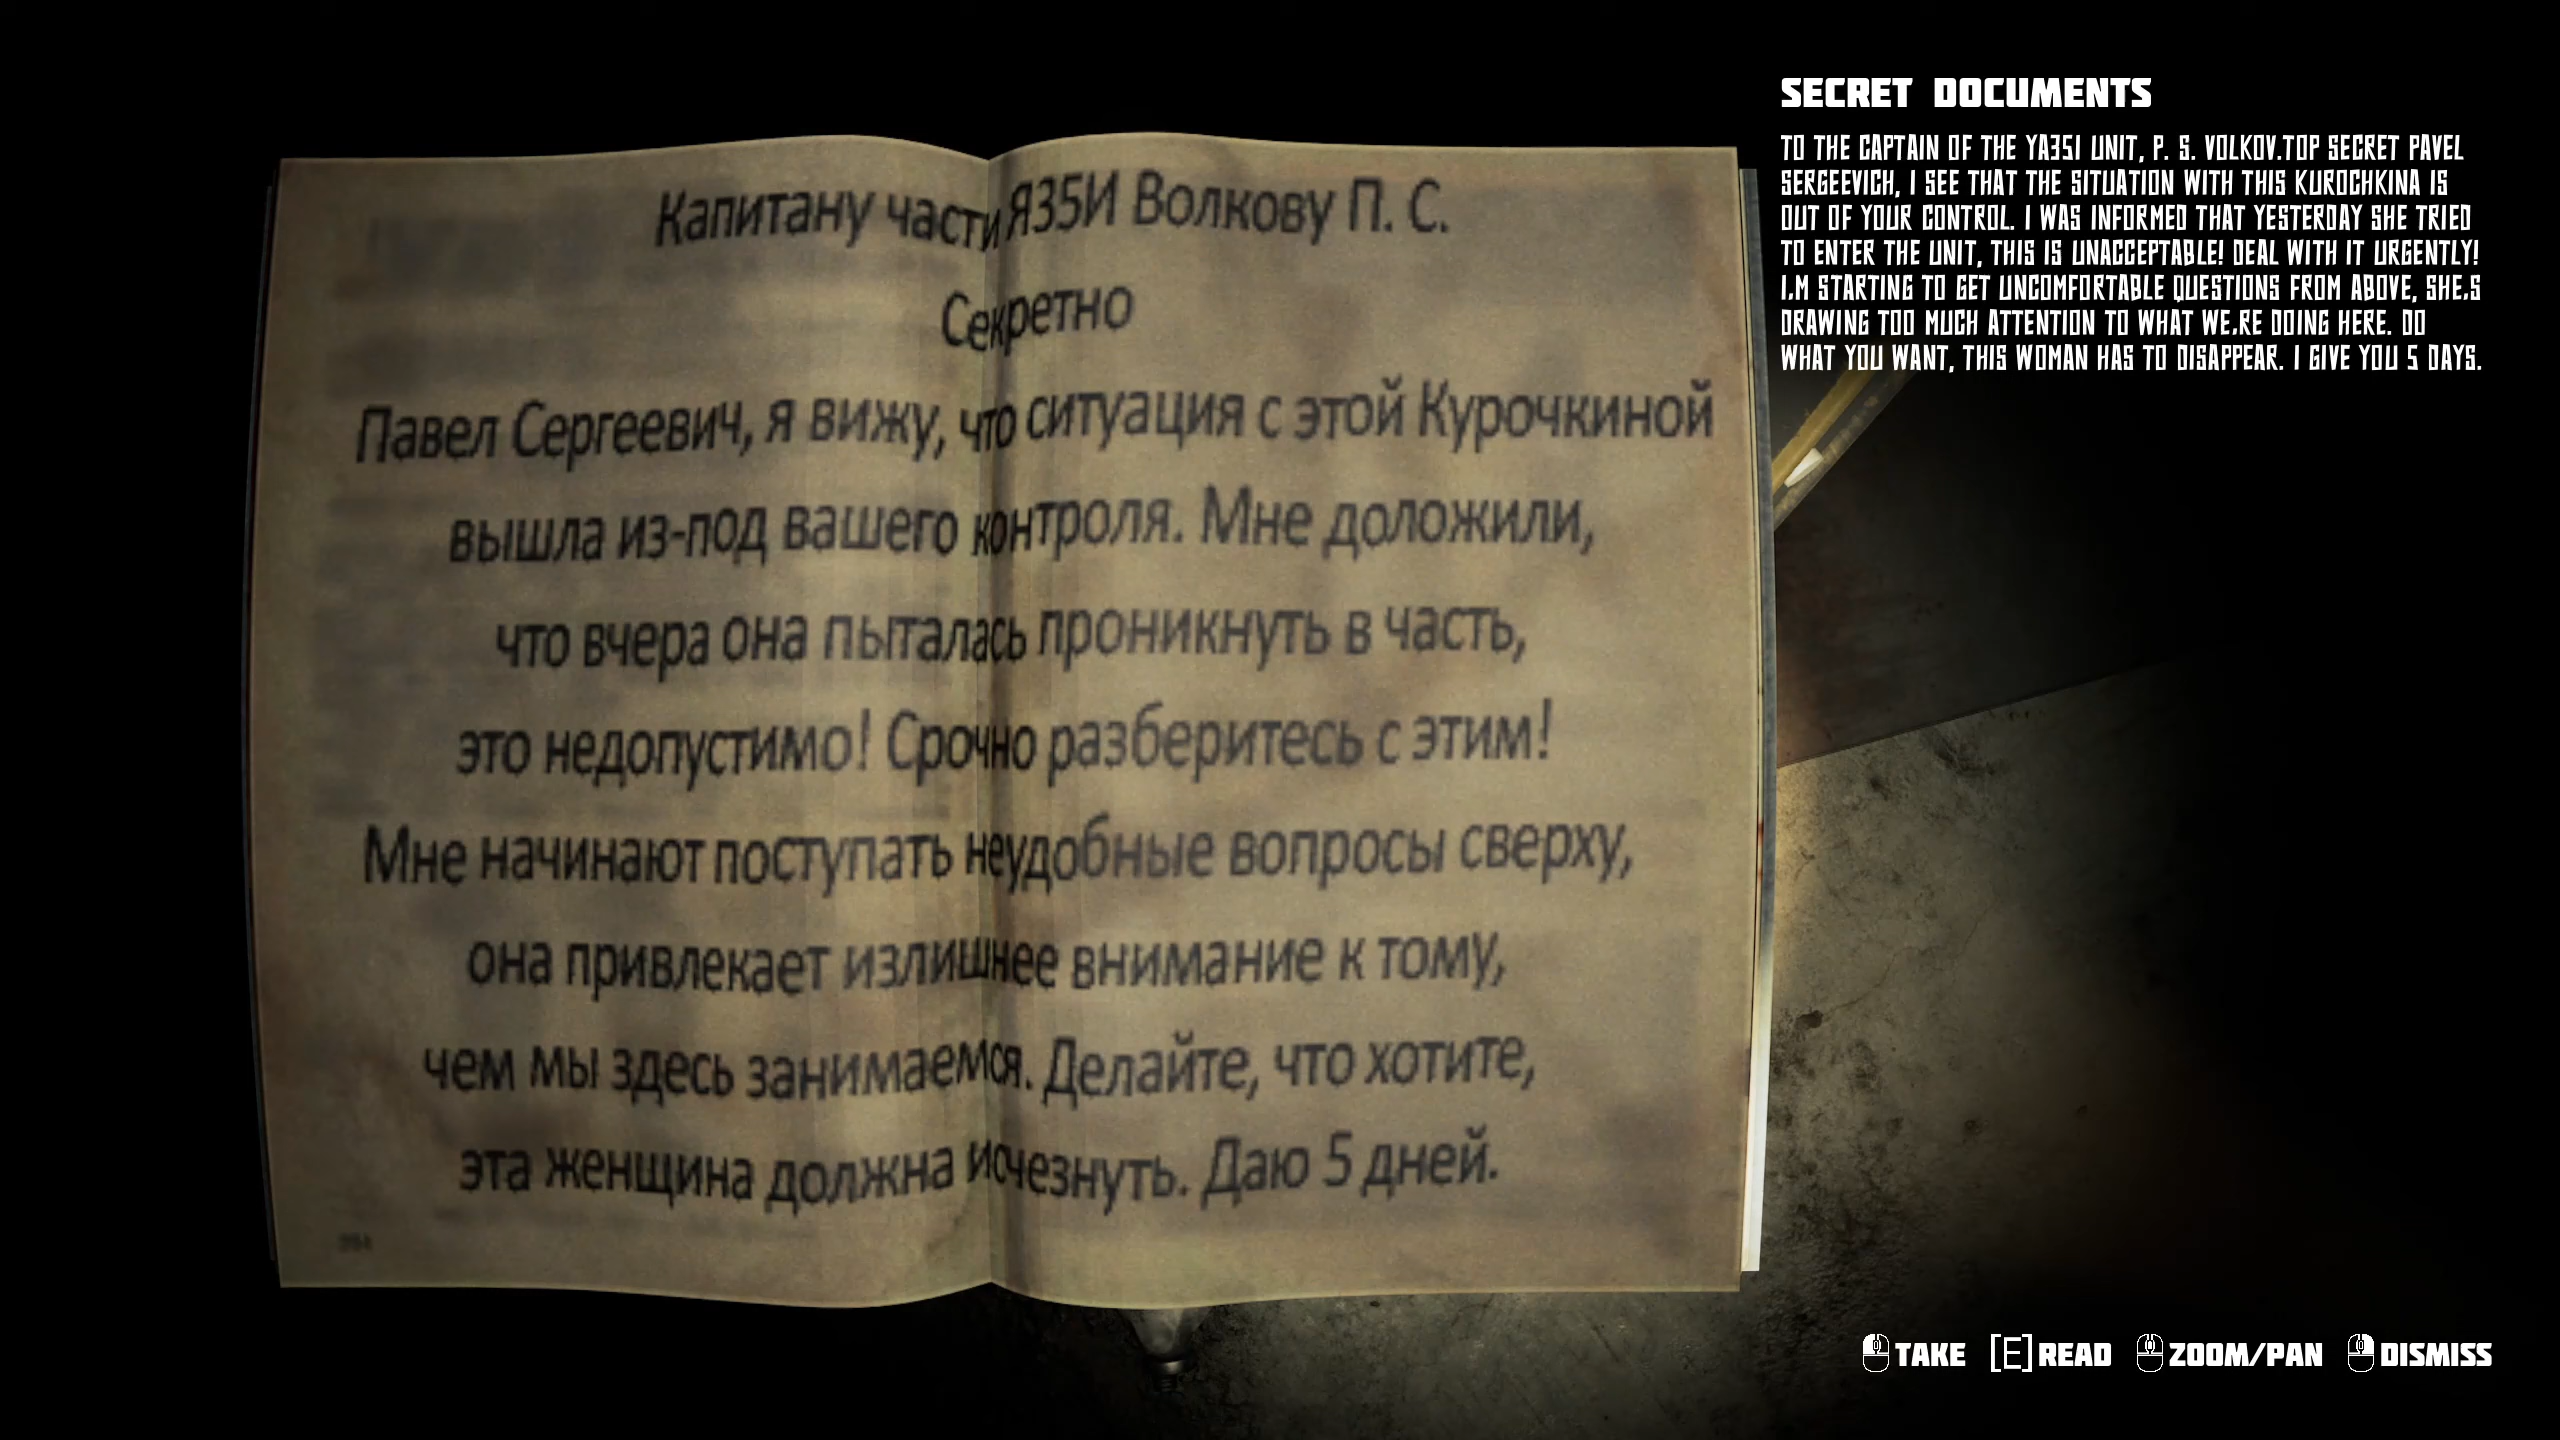 Капитану части Я35И Волкову П. С.
Секретно
Павел Сергеевич, я вижу, что ситуация с этой Курочкиной
вышла из-под вашего контроля. Мне доложили,
что вчера она пыталась проникнуть в часть,
это недопустимо! Срочно разберитесь с этим!
Мне начинают поступать неудобные вопросы сверху,
она привлекает излишнее внимание к тому,
чем мы здесь занимаемся. Делайте, что хотите,
эта женщина должна исчезнуть. Даю 5 дней.
SECRET DOCUMENTS
TO THE CAPTAIN OF THE YA35I UNIT, P. S. VOLKOV.TOP SECRET PAVEL
SERGEEVICH, I SEE THAT THE SITUATION WITH THIS KUROCHKINA IS
OUT OF YOUR CONTROL. I WAS INFORMED THAT YESTERDAY SHE TRIED
TO ENTER THE UNIT, THIS IS UNACCEPTABLE! DEAL WITH IT URGENTLY!
I.M STARTING TO GET UNCOMFORTABLE QUESTIONS FROM ABOVE, SHE.S
DRAWING TOO MUCH ATTENTION TO WHAT WE.RE DOING HERE. DO
WHAT YOU WANT, THIS WOMAN HAS TO DISAPPEAR. I GIVE YOU 5 DAYS.
TAKE [E] READ ZOOM/PAN DISMISS